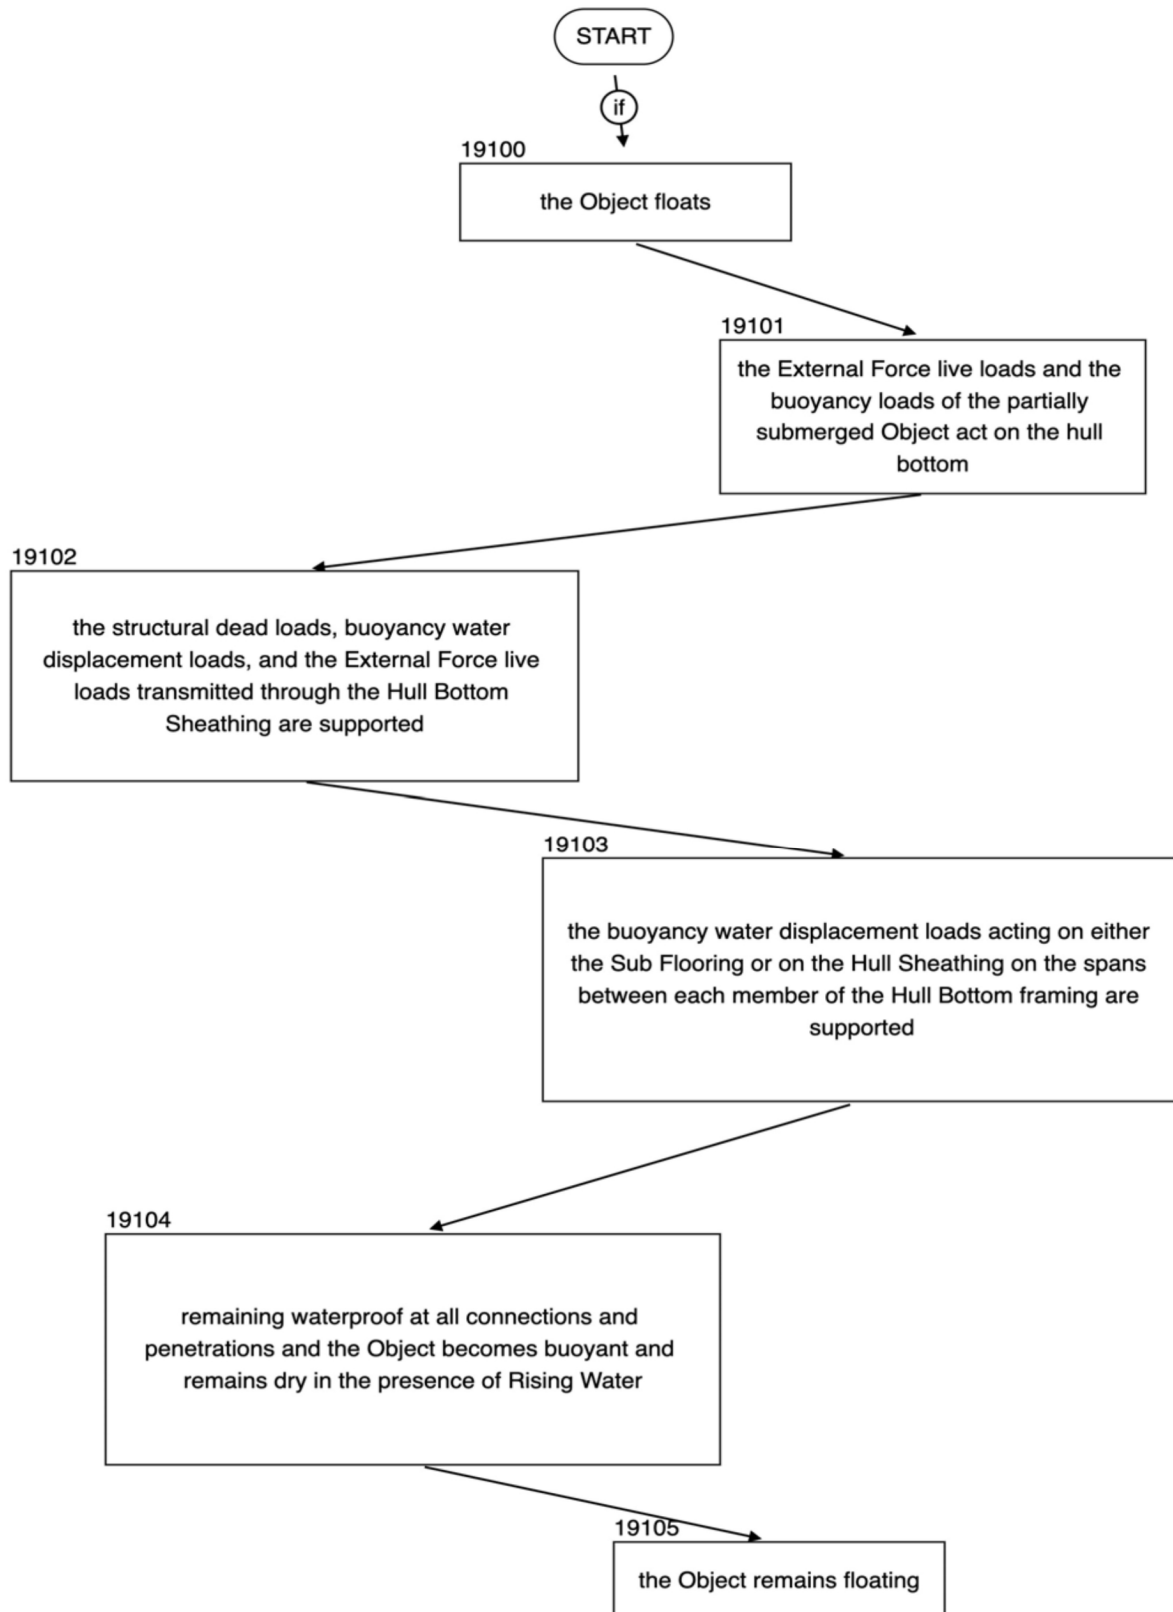 START
if
19100
the Object floats
19101
the External Force live loads and the
buoyancy loads of the partially
submerged Object act on the hull
bottom
19102
the structural dead loads, buoyancy water
displacement loads, and the External Force live
loads transmitted through the Hull Bottom
Sheathing are supported
19103
the buoyancy water displacement loads acting on either
the Sub Flooring or on the Hull Sheathing on the spans
between each member of the Hull Bottom framing are
supported
19104
remaining waterproof at all connections and
penetrations and the Object becomes buoyant and
remains dry in the presence of Rising Water
19105
the Object remains floating